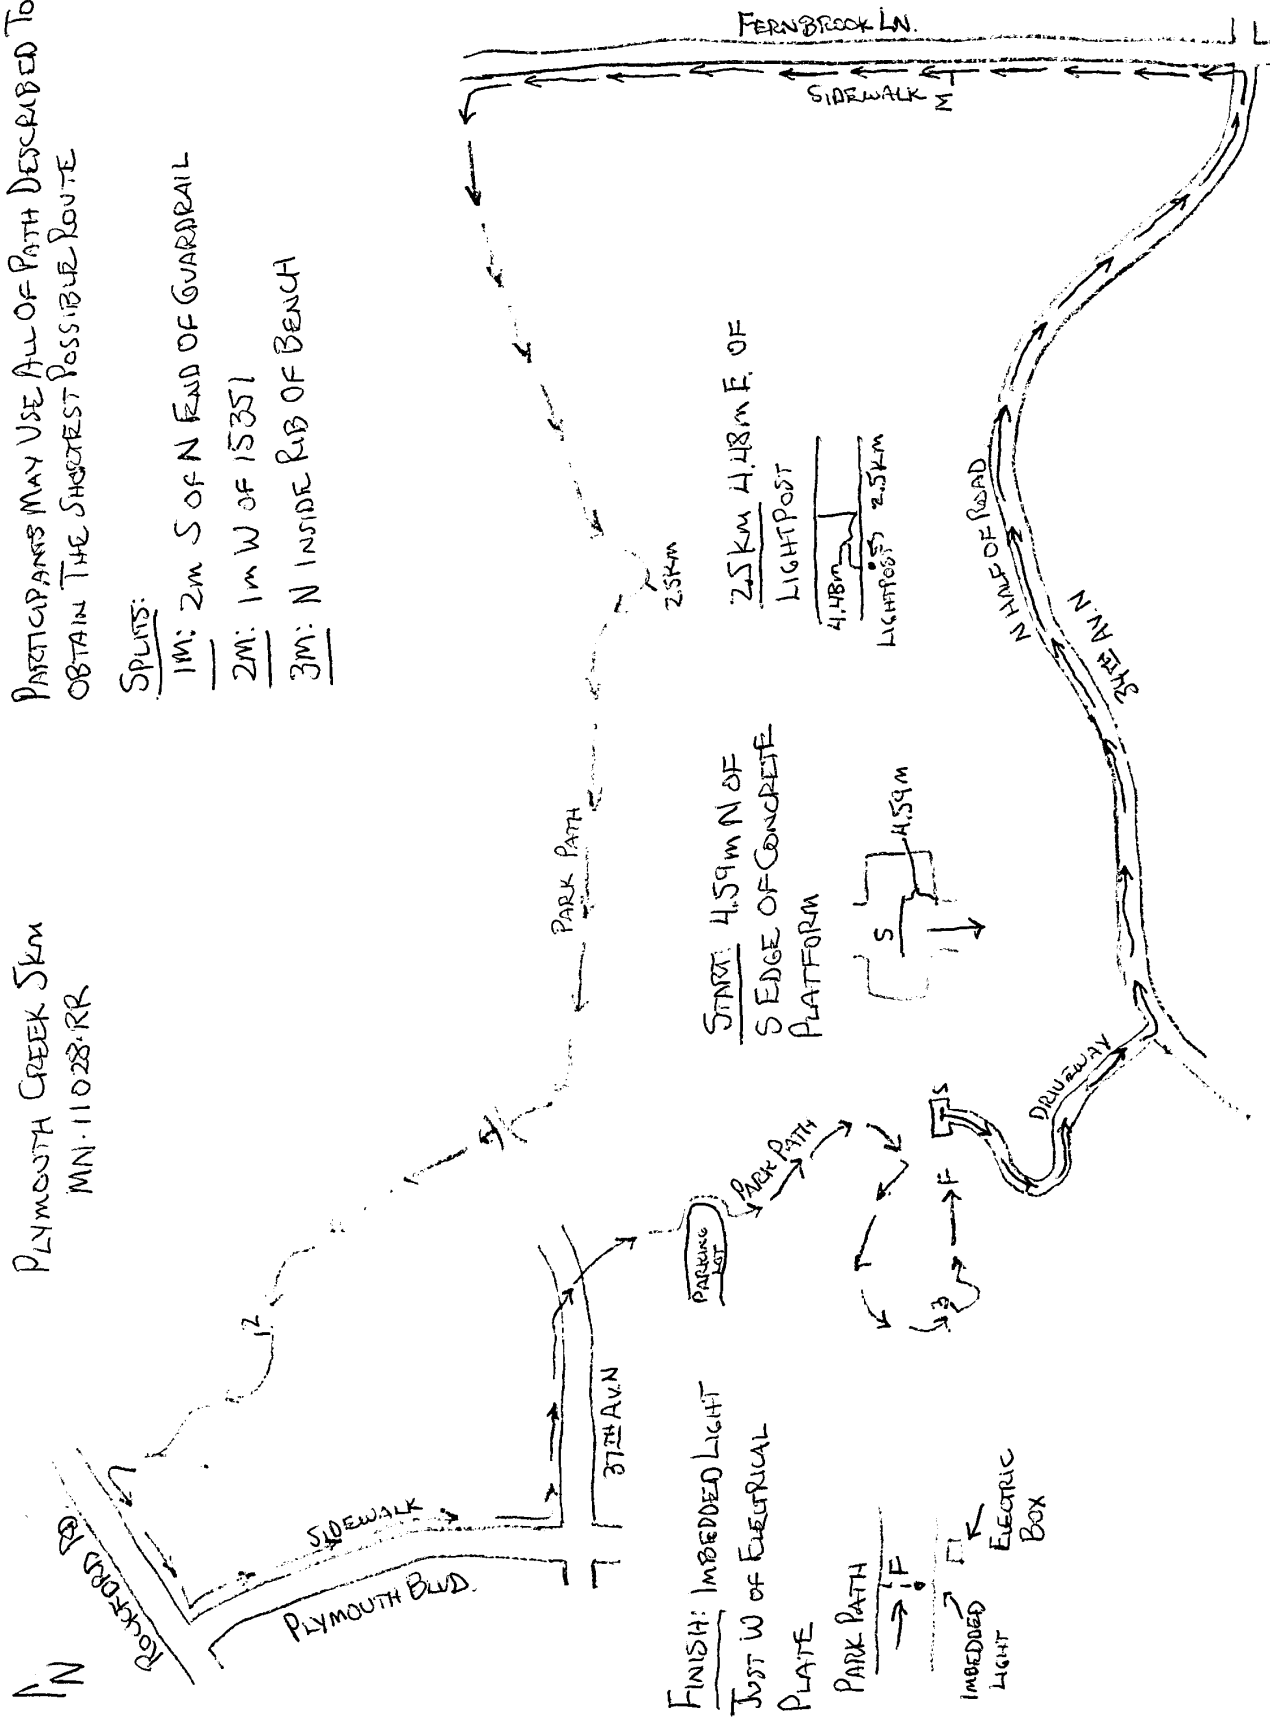 PLYMOUTH CREEK 5KM
MN·11028·RR
PARTICIPANTS MAY USE ALL OF PATH DESCRIBED TO
OBTAIN THE SHORTEST POSSIBLE ROUTE
SPLITS:
1M: 2m S OF N END OF GUARDRAIL
2M: 1m W OF 15351
3M: N INSIDE RIB OF BENCH
N
ROCKFORD RD
SIDEWALK
PLYMOUTH BLVD.
37TH AV.N
2
PARK PATH
2.5KM
FERNBROOK LN.
SIDEWALK
M
PARKING
LOT
PARK PATH
3
F
S
DRIVEWAY
N HALF OF ROAD
34TH AV. N
START: 4.59m N OF
S EDGE OF CONCRETE
PLATFORM
S
4.59m
2.5KM 4.48m E. OF
LIGHTPOST
4.48m
LIGHTPOST
2.5KM
FINISH: IMBEDDED LIGHT
JUST W OF ELECTRICAL
PLATE
PARK PATH
F
IMBEDDED
LIGHT
ELECTRIC
BOX